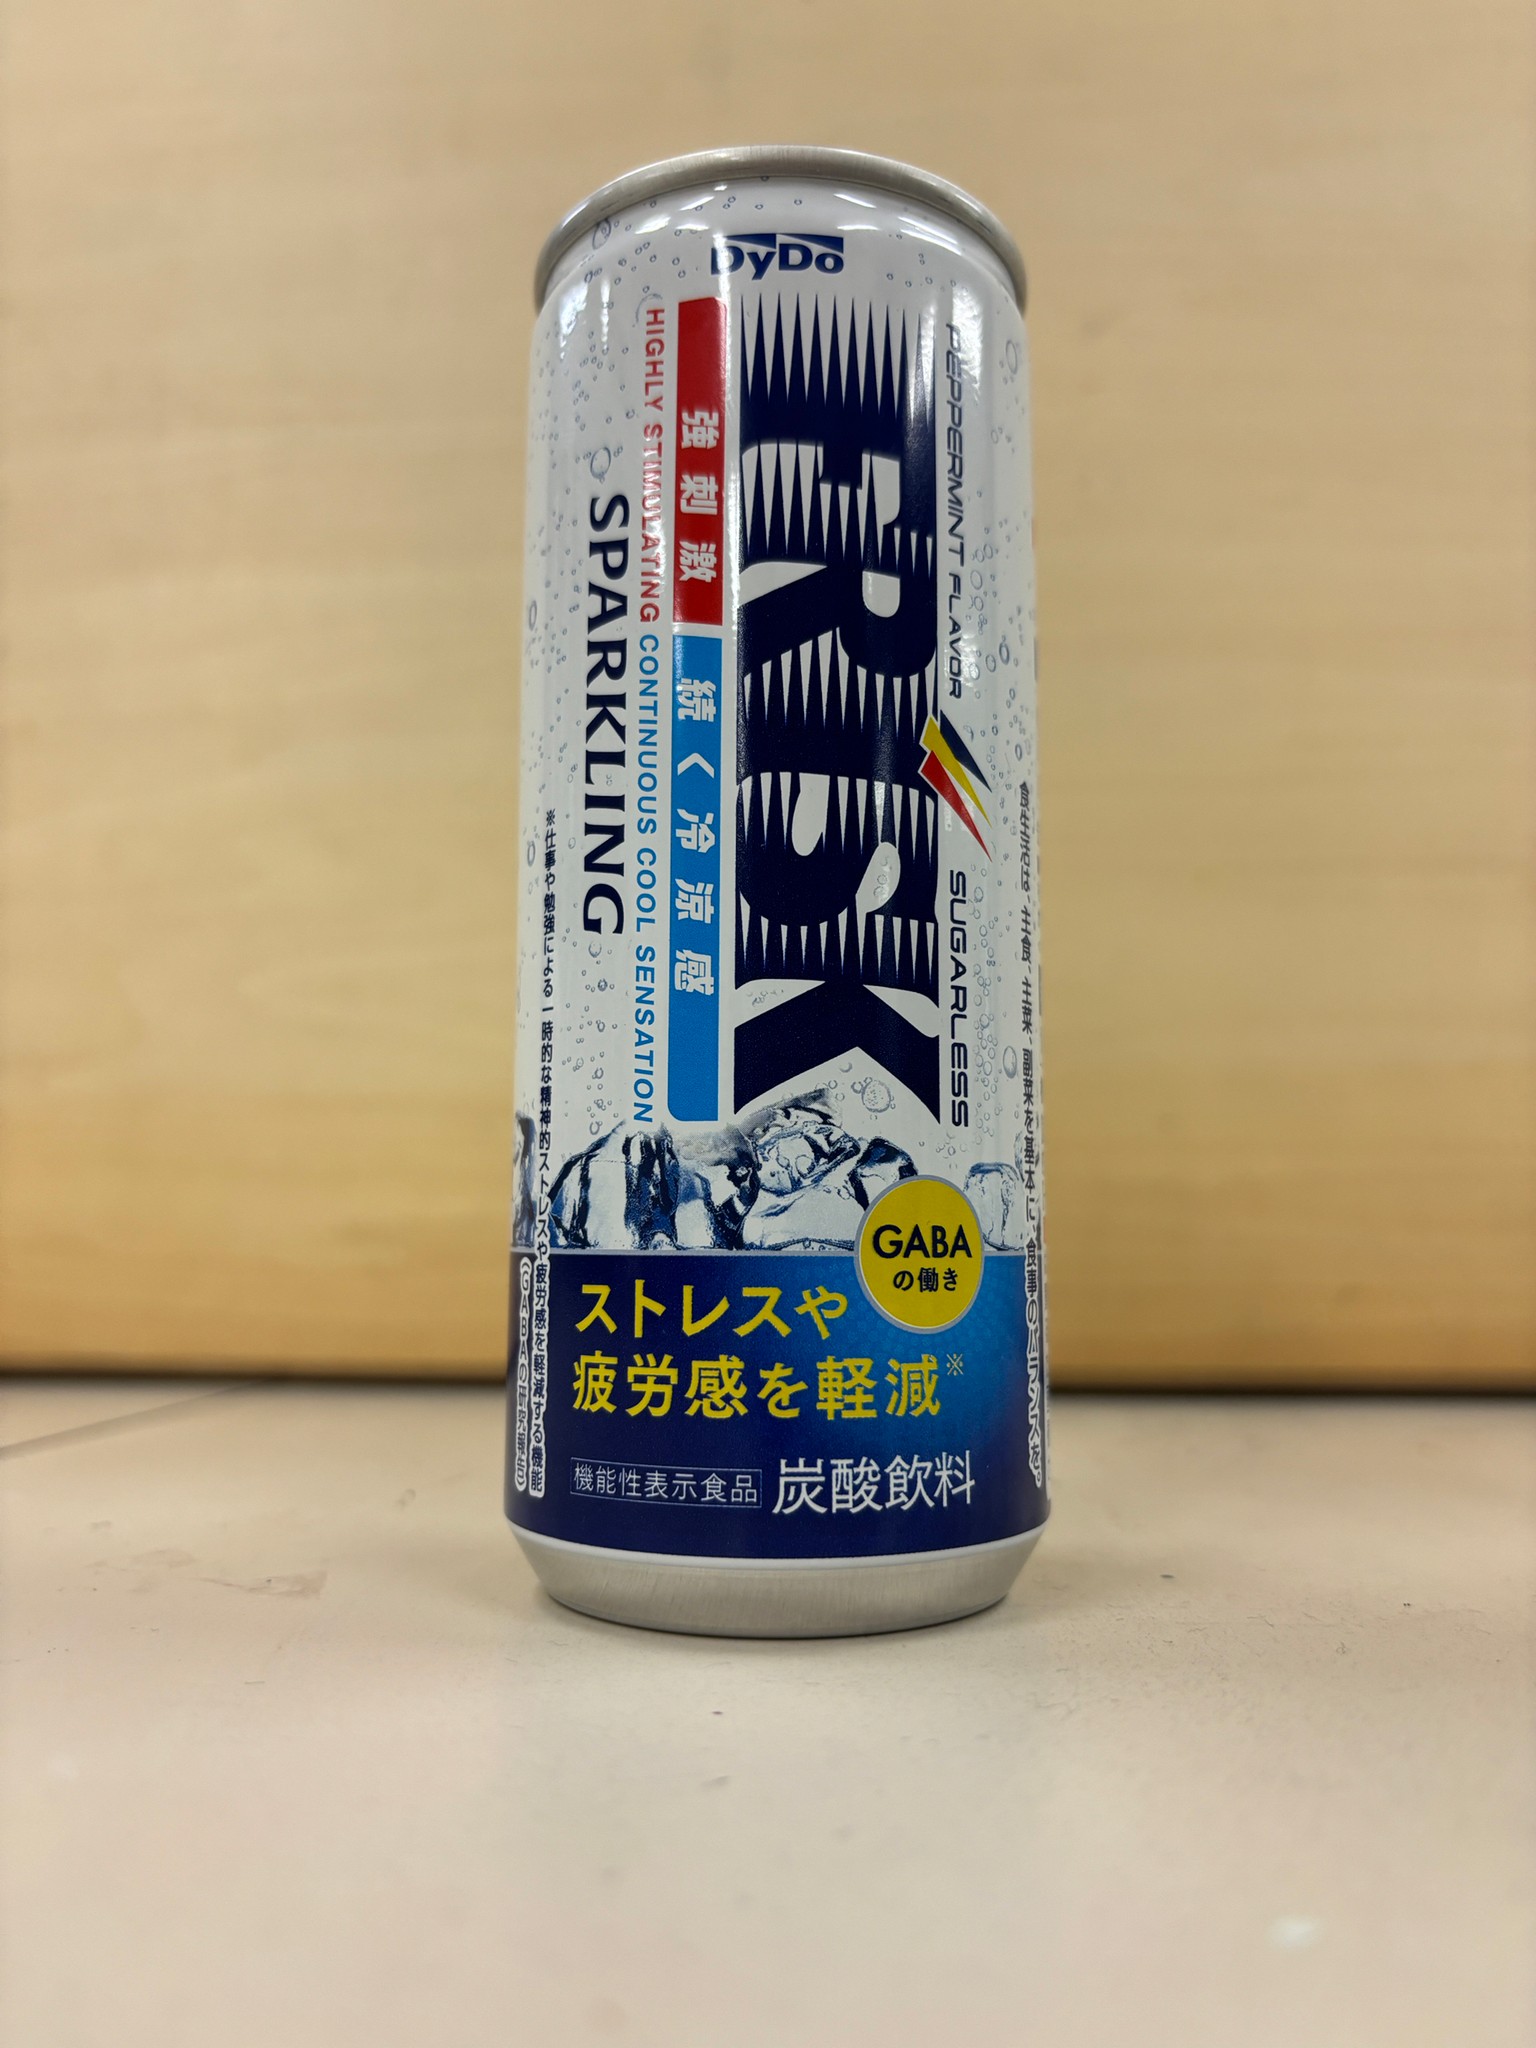 DyDo
PEPPERMINT FLAVOR
SUGARLESS
FRISK
強刺激 続く冷涼感
HIGHLY STIMULATING CONTINUOUS COOL SENSATION
SPARKLING
GABA
の働き
ストレスや
疲労感を軽減※
機能性表示食品 炭酸飲料
※仕事や勉強による一時的な精神的ストレスや疲労感を軽減する機能
(GABAの研究報告)
食生活は、主食、主菜、副菜を基本に、食事のバランスを。